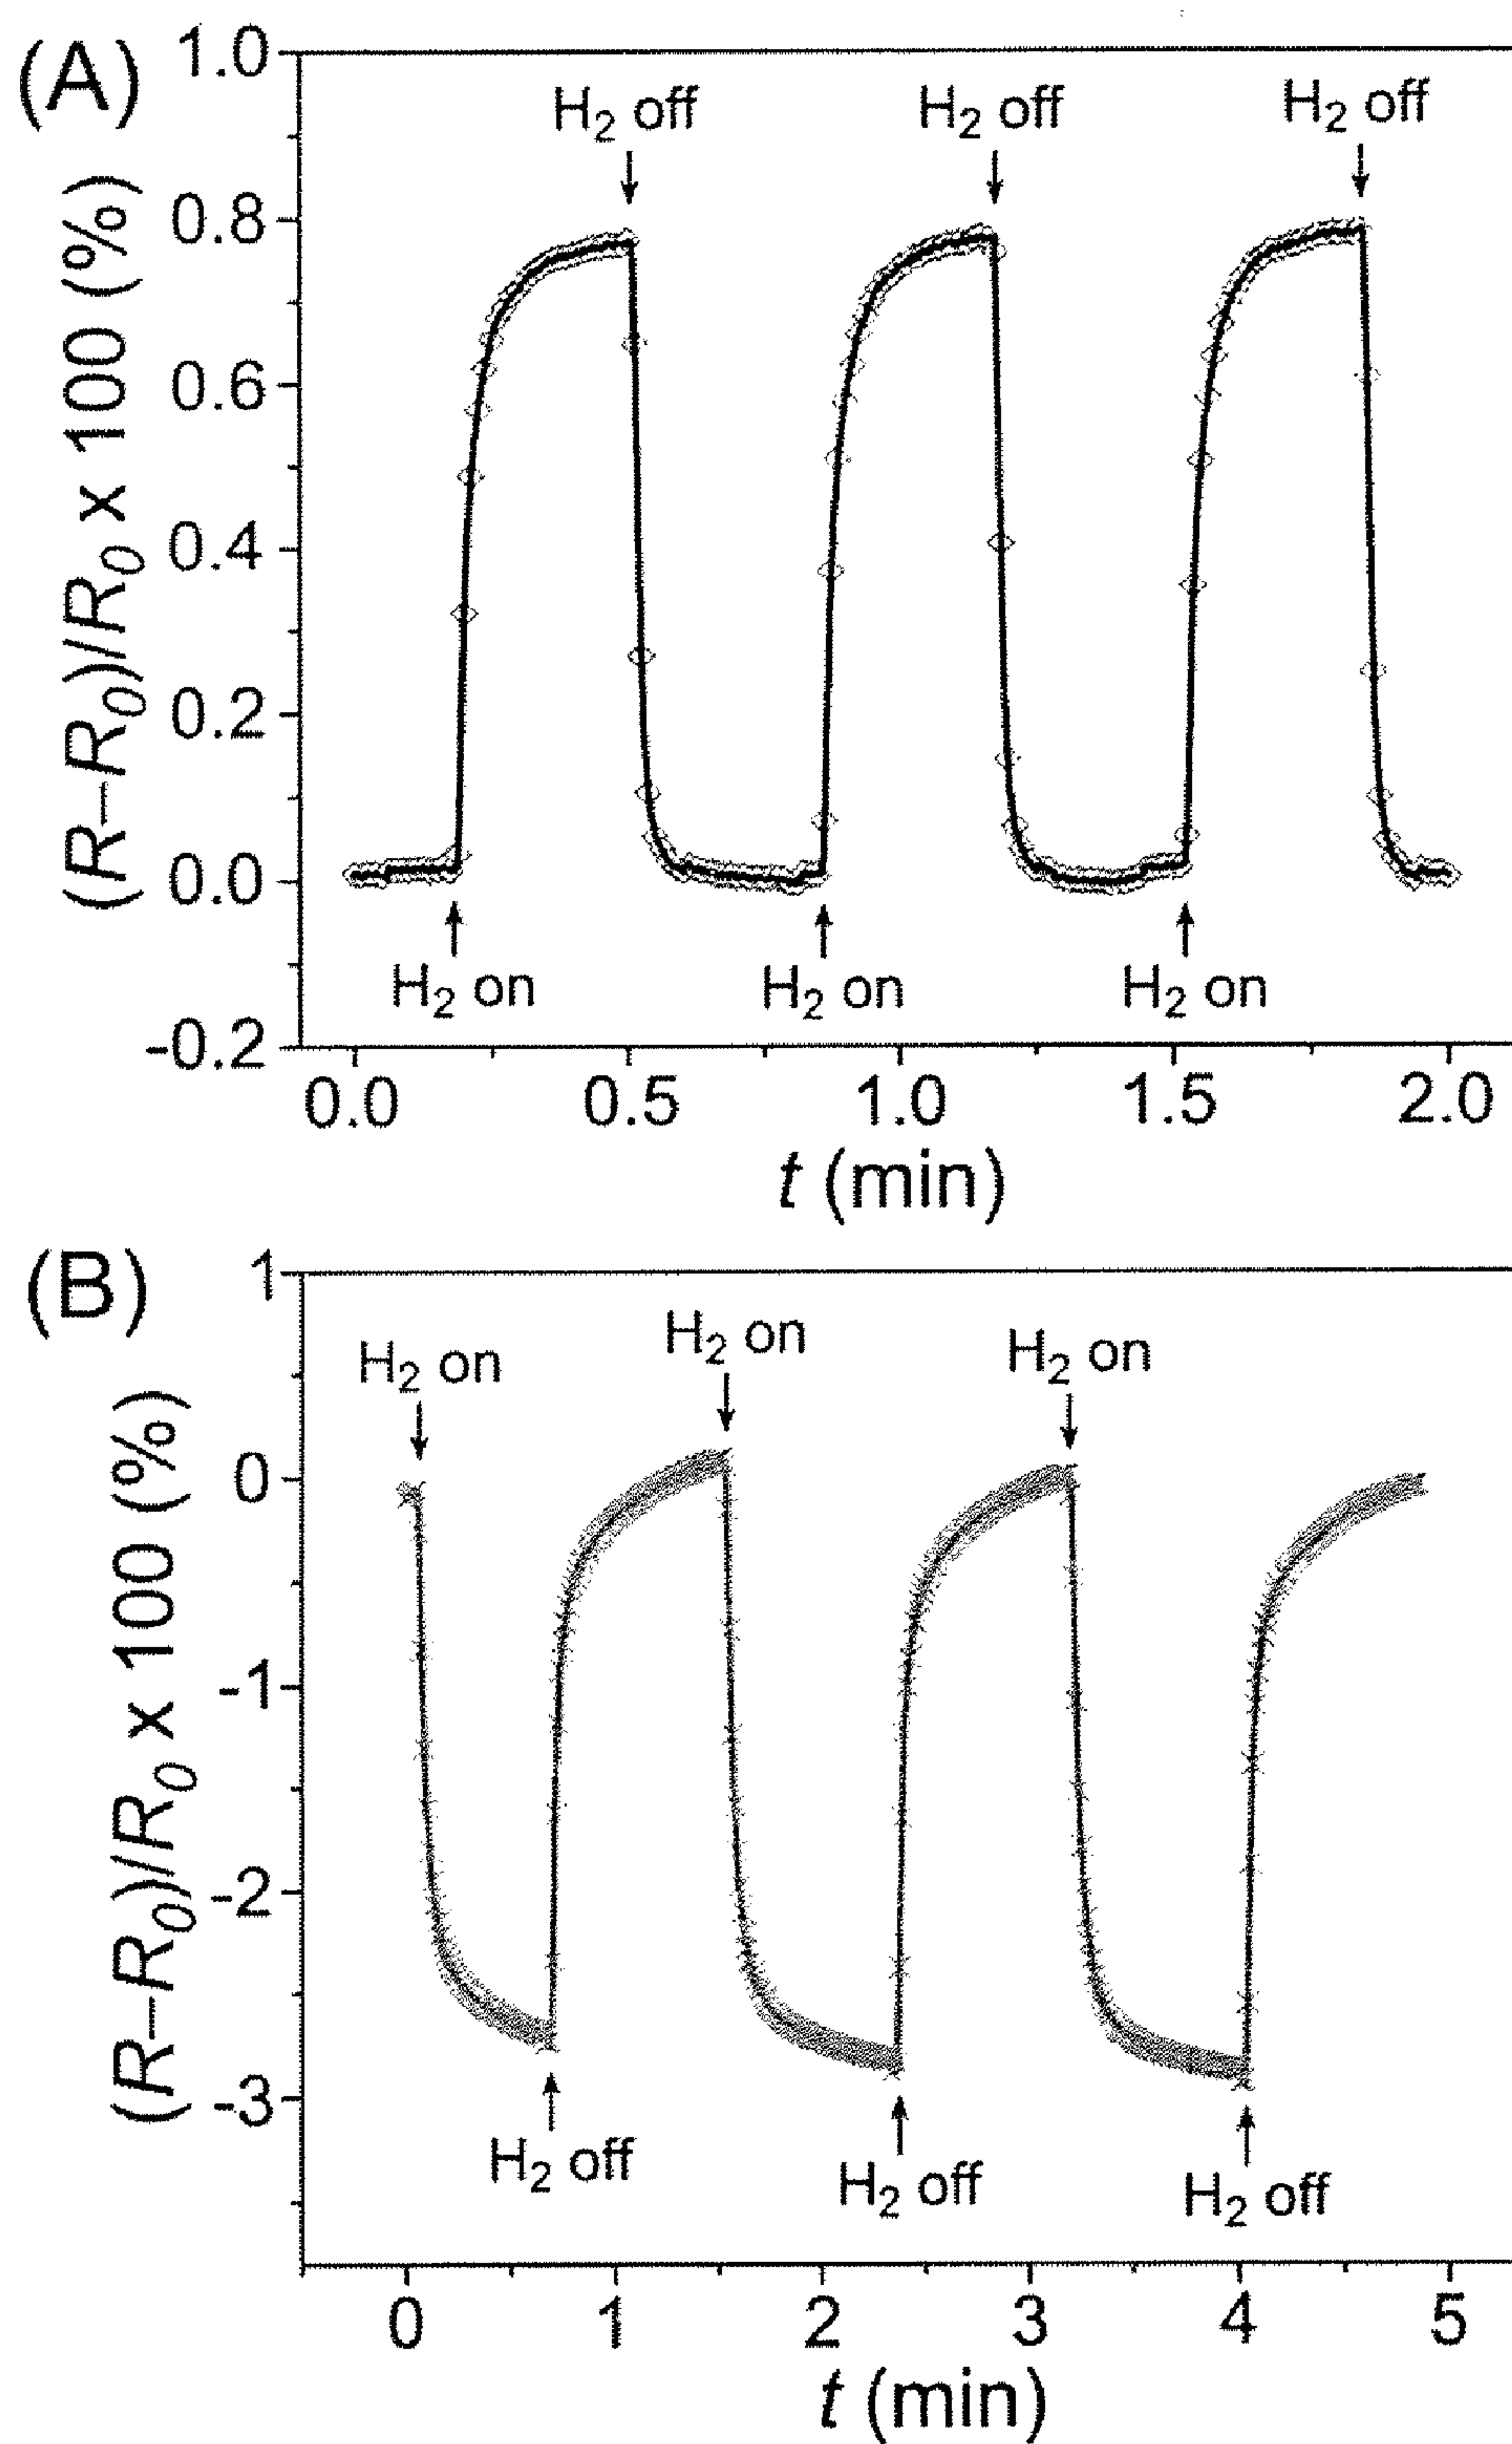 (A)
(R–R₀)/R₀ x 100 (%)
1.0
0.8
0.6
0.4
0.2
0.0
-0.2
H₂ off H₂ off H₂ off
H₂ on H₂ on H₂ on
0.0 0.5 1.0 1.5 2.0
t (min)
(B)
(R–R₀)/R₀ x 100 (%)
1
0
-1
-2
-3
H₂ on H₂ on H₂ on
H₂ off H₂ off H₂ off
0 1 2 3 4 5
t (min)